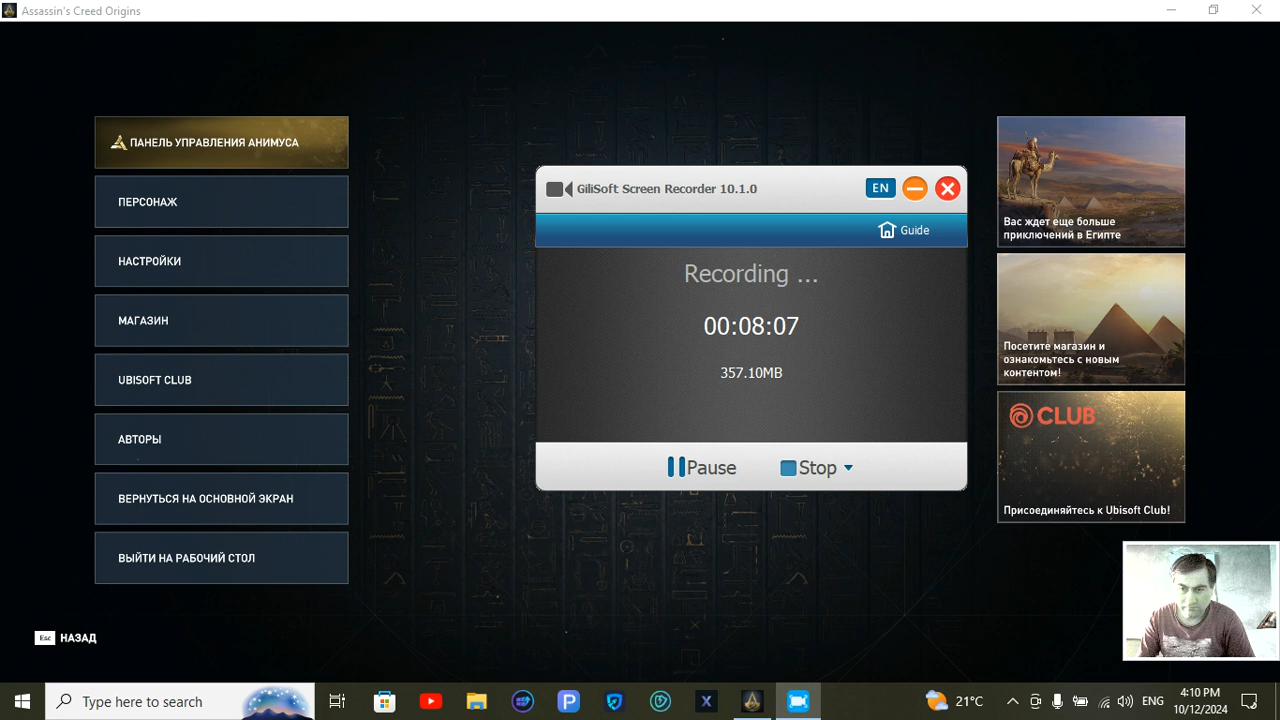 Assassin's Creed Origins
ПАНЕЛЬ УПРАВЛЕНИЯ АНИМУСА
ПЕРСОНАЖ
НАСТРОЙКИ
МАГАЗИН
UBISOFT CLUB
АВТОРЫ
ВЕРНУТЬСЯ НА ОСНОВНОЙ ЭКРАН
ВЫЙТИ НА РАБОЧИЙ СТОЛ
Esc НАЗАД
GiliSoft Screen Recorder 10.1.0
EN
Guide
Recording ...
00:08:07
357.10MB
Pause
Stop
Вас ждет еще больше
приключений в Египте
Посетите магазин и
ознакомьтесь с новым
контентом!
CLUB
Присоединяйтесь к Ubisoft Club!
Type here to search
P
X
21°C
ENG
4:10 PM
10/12/2024